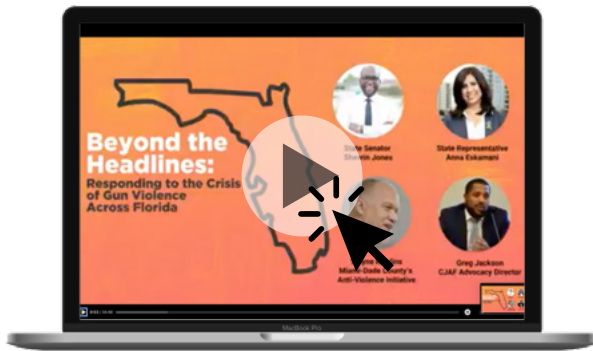 Beyond the
Headlines:
Responding to the Crisis
of Gun Violence
Across Florida
State Senator
Jones
State Representative
Anna Eskamani
Miami-Dade County's
Anti-Violence Initiative
Greg Jackson
CJAF Advocacy Director
MacBook Pro